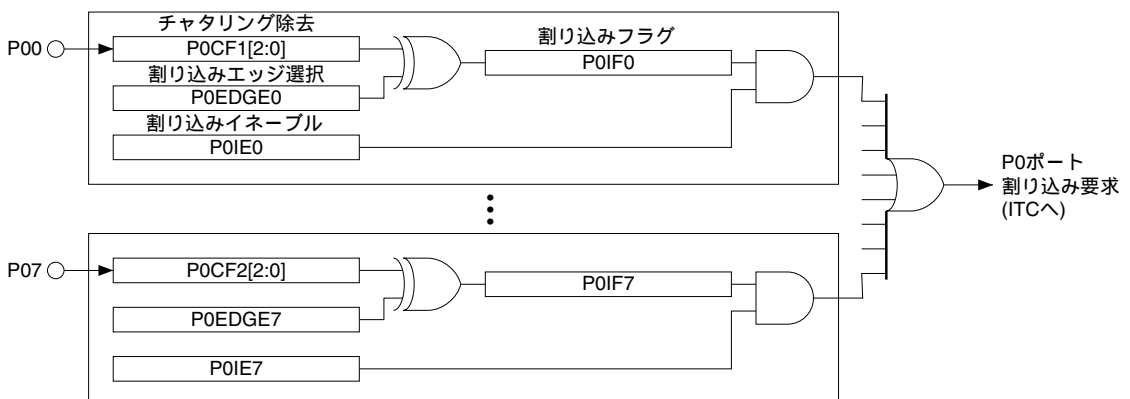 チャタリング除去
P00
P0CF1[2:0]
割り込みエッジ選択
P0EDGE0
割り込みイネーブル
P0IE0
割り込みフラグ
P0IF0
P0ポート
割り込み要求
(ITCへ)
P07
P0CF2[2:0]
P0EDGE7
P0IE7
P0IF7